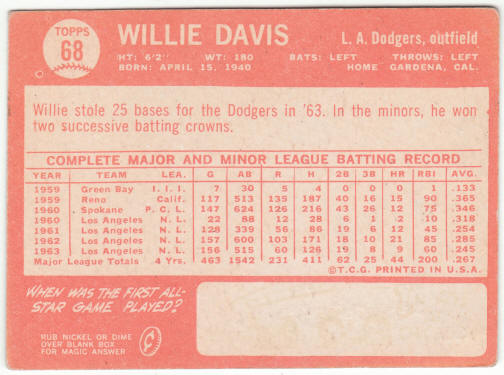 TOPPS
68
WILLIE DAVIS
L. A. Dodgers, outfield
HT: 6'2" WT: 180 BATS: LEFT THROWS: LEFT
BORN: APRIL 15, 1940 HOME GARDENA, CAL.
Willie stole 25 bases for the Dodgers in '63. In the minors, he won
two successive batting crowns.
COMPLETE MAJOR AND MINOR LEAGUE BATTING RECORD
YEAR TEAM LEA. G AB R H 2B 3B HR RBI AVG.
1959 Green Bay I. I. I. 7 30 5 4 0 0 0 1 .133
1959 Reno Calif. 117 513 135 187 40 16 15 90 .365
1960 Spokane P. C. L. 147 624 126 216 43 26 12 75 .346
1960 Los Angeles N. L. 22 88 12 28 6 1 2 10 .318
1961 Los Angeles N. L. 128 339 56 86 19 6 12 45 .254
1962 Los Angeles N. L. 157 600 103 171 18 10 21 85 .285
1963 Los Angeles N. L. 156 515 60 126 19 8 9 60 .245
Major League Totals 4 Yrs. 463 1542 231 411 62 25 44 200 .267
©T.C.G. PRINTED IN U.S.A.
WHEN WAS THE FIRST ALL-
STAR GAME PLAYED?
RUB NICKEL OR DIME
OVER BLANK BOX
FOR MAGIC ANSWER